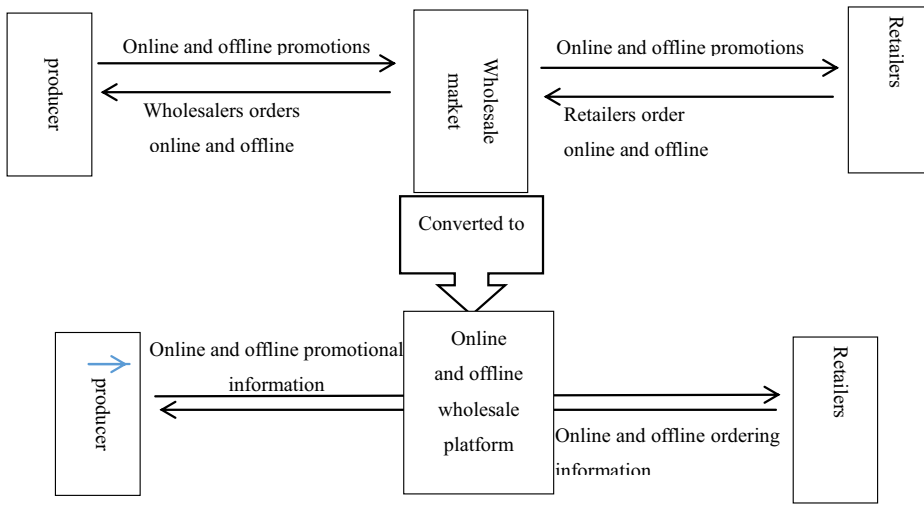 producer
Online and offline promotions
Wholesalers orders
online and offline
Wholesale
market
Online and offline promotions
Retailers order
online and offline
Retailers
Converted to
producer
Online and offline promotional
information
Online
and offline
wholesale
platform
Online and offline ordering
information
Retailers